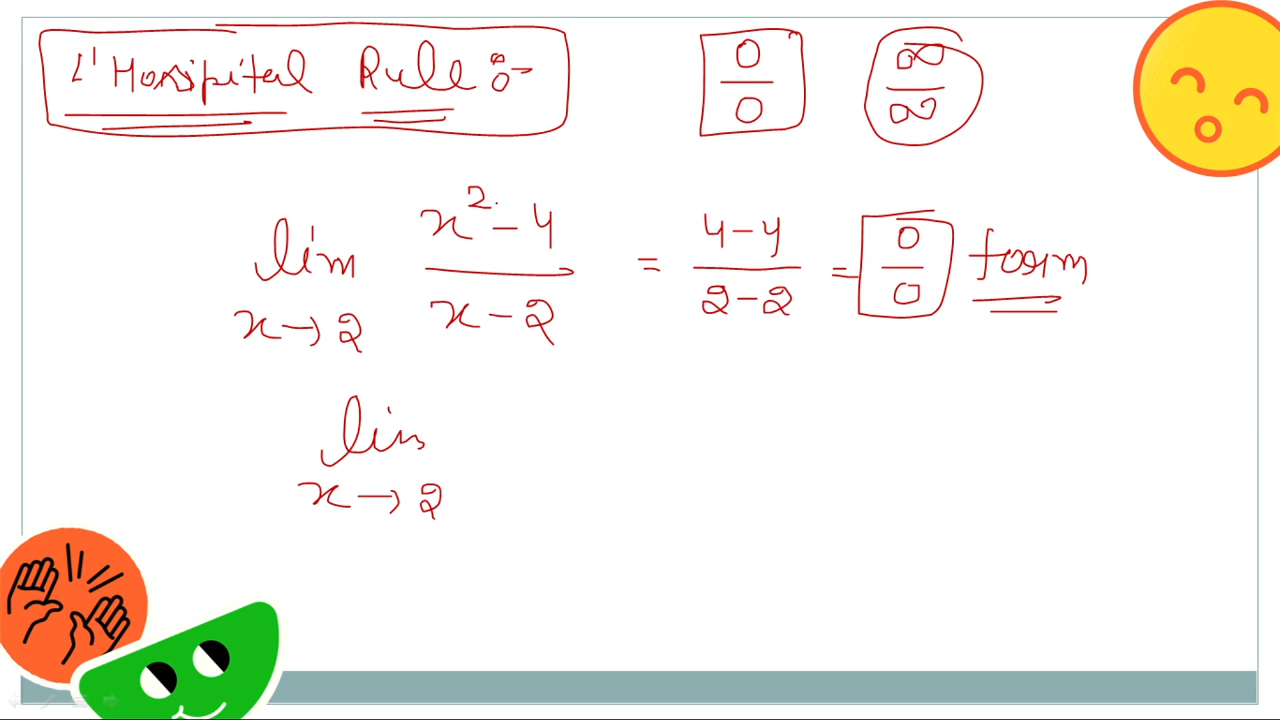 L' Hospital Rule :- 0/0 ∞/∞
lim x→2 x²-4 / x-2 = 4-4 / 2-2 = 0/0 form
lim x→2